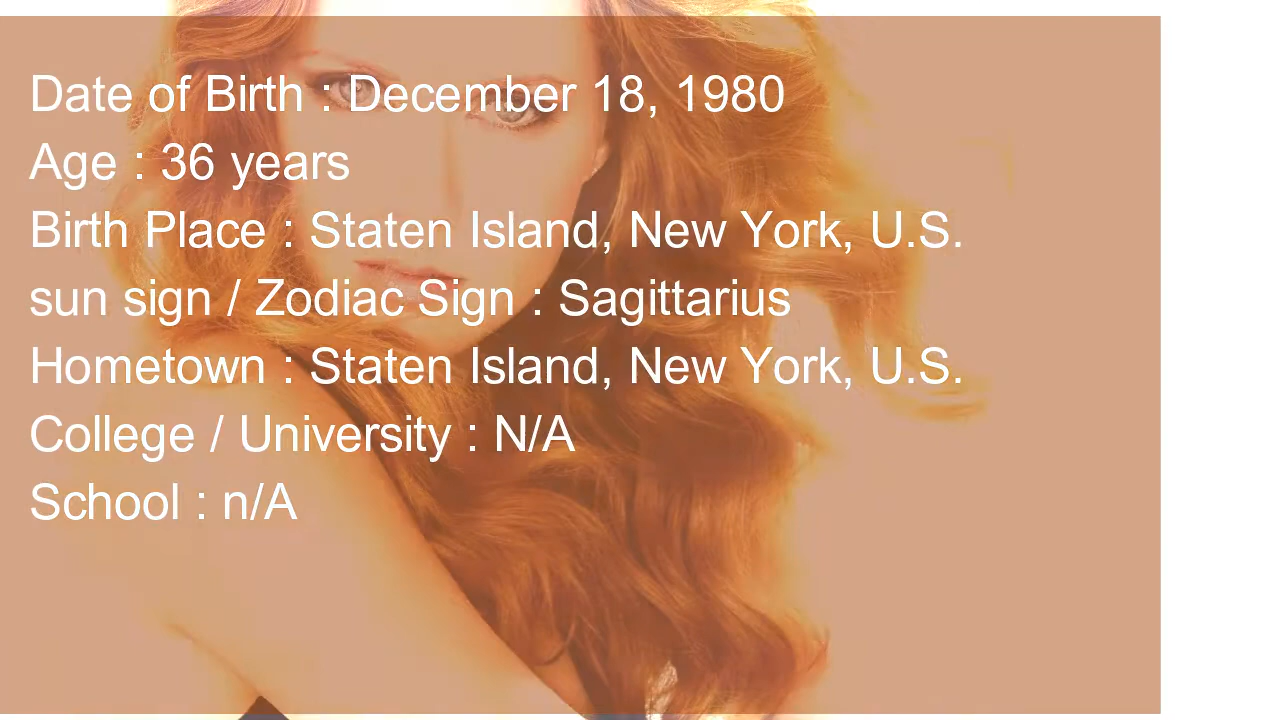 Date of Birth : December 18, 1980
Age : 36 years
Birth Place : Staten Island, New York, U.S.
sun sign / Zodiac Sign : Sagittarius
Hometown : Staten Island, New York, U.S.
College / University : N/A
School : n/A